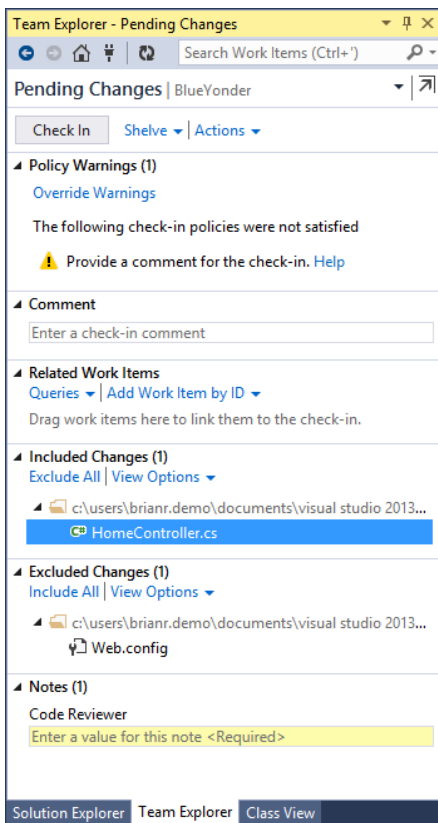 Team Explorer - Pending Changes
Search Work Items (Ctrl+')
Pending Changes | BlueYonder
Check In Shelve Actions
Policy Warnings (1)
Override Warnings
The following check-in policies were not satisfied
Provide a comment for the check-in. Help
Comment
Enter a check-in comment
Related Work Items
Queries Add Work Item by ID
Drag work items here to link them to the check-in.
Included Changes (1)
Exclude All View Options
c:\users\brianr.demo\documents\visual studio 2013...
C# HomeController.cs
Excluded Changes (1)
Include All View Options
c:\users\brianr.demo\documents\visual studio 2013...
Web.config
Notes (1)
Code Reviewer
Enter a value for this note <Required>
Solution Explorer Team Explorer Class View